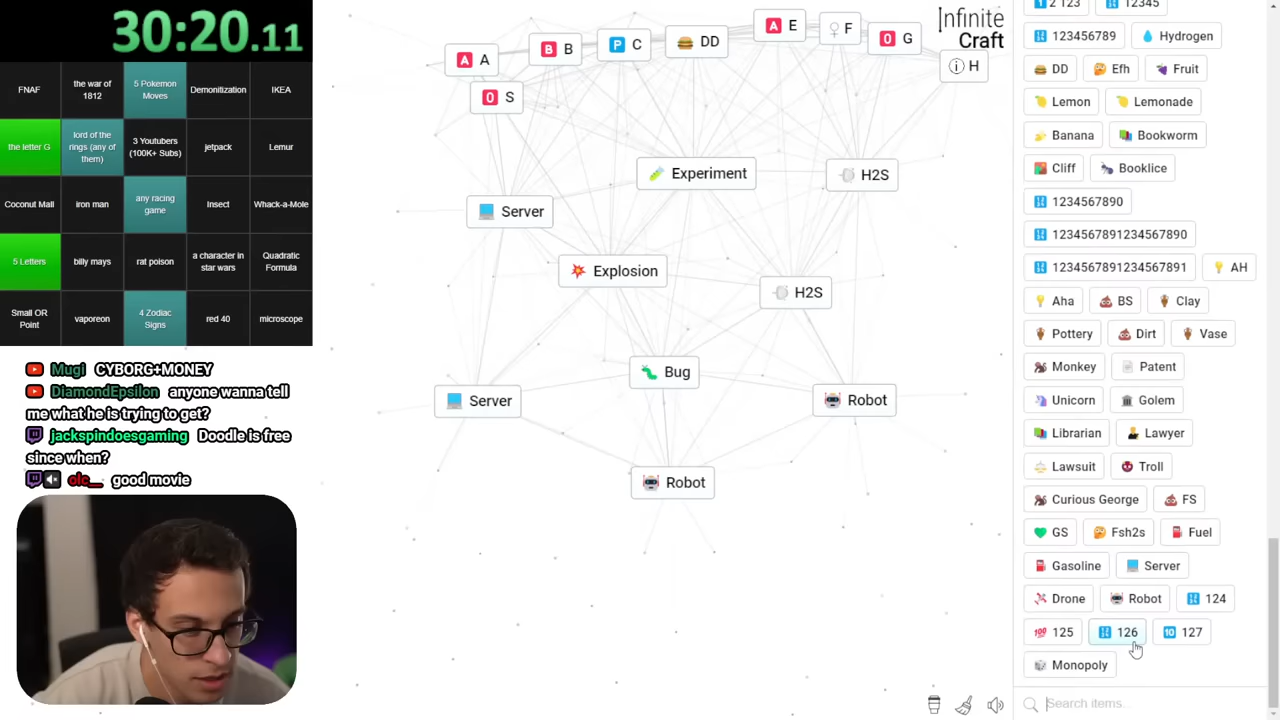 30:20.11
FNAF
the war of
1812
5 Pokemon
Moves
Demonitization
IKEA
the letter G
lord of the
rings (any of
them)
3 Youtubers
(100K+ Subs)
jetpack
Lemur
Coconut Mall
iron man
any racing
game
Insect
Whack-a-Mole
5 Letters
billy mays
rat poison
a character in
star wars
Quadratic
Formula
Small OR
Point
vaporeon
4 Zodiac
Signs
red 40
microscope
Mugi CYBORG+MONEY
DiamondEpsilon anyone wanna tell
me what he is trying to get?
jackspindoesgaming Doodle is free
since when?
olc__ good movie
A A
B B
P C
DD
A E
F
O G
H
O S
Infinite
Craft
Experiment
H2S
Server
Explosion
H2S
Bug
Server
Robot
Robot
2 123
12345
123456789
Hydrogen
DD
Efh
Fruit
Lemon
Lemonade
Banana
Bookworm
Cliff
Booklice
1234567890
1234567891234567890
1234567891234567891
AH
Aha
BS
Clay
Pottery
Dirt
Vase
Monkey
Patent
Unicorn
Golem
Librarian
Lawyer
Lawsuit
Troll
Curious George
FS
GS
Fsh2s
Fuel
Gasoline
Server
Drone
Robot
124
125
126
127
Monopoly
Search items...